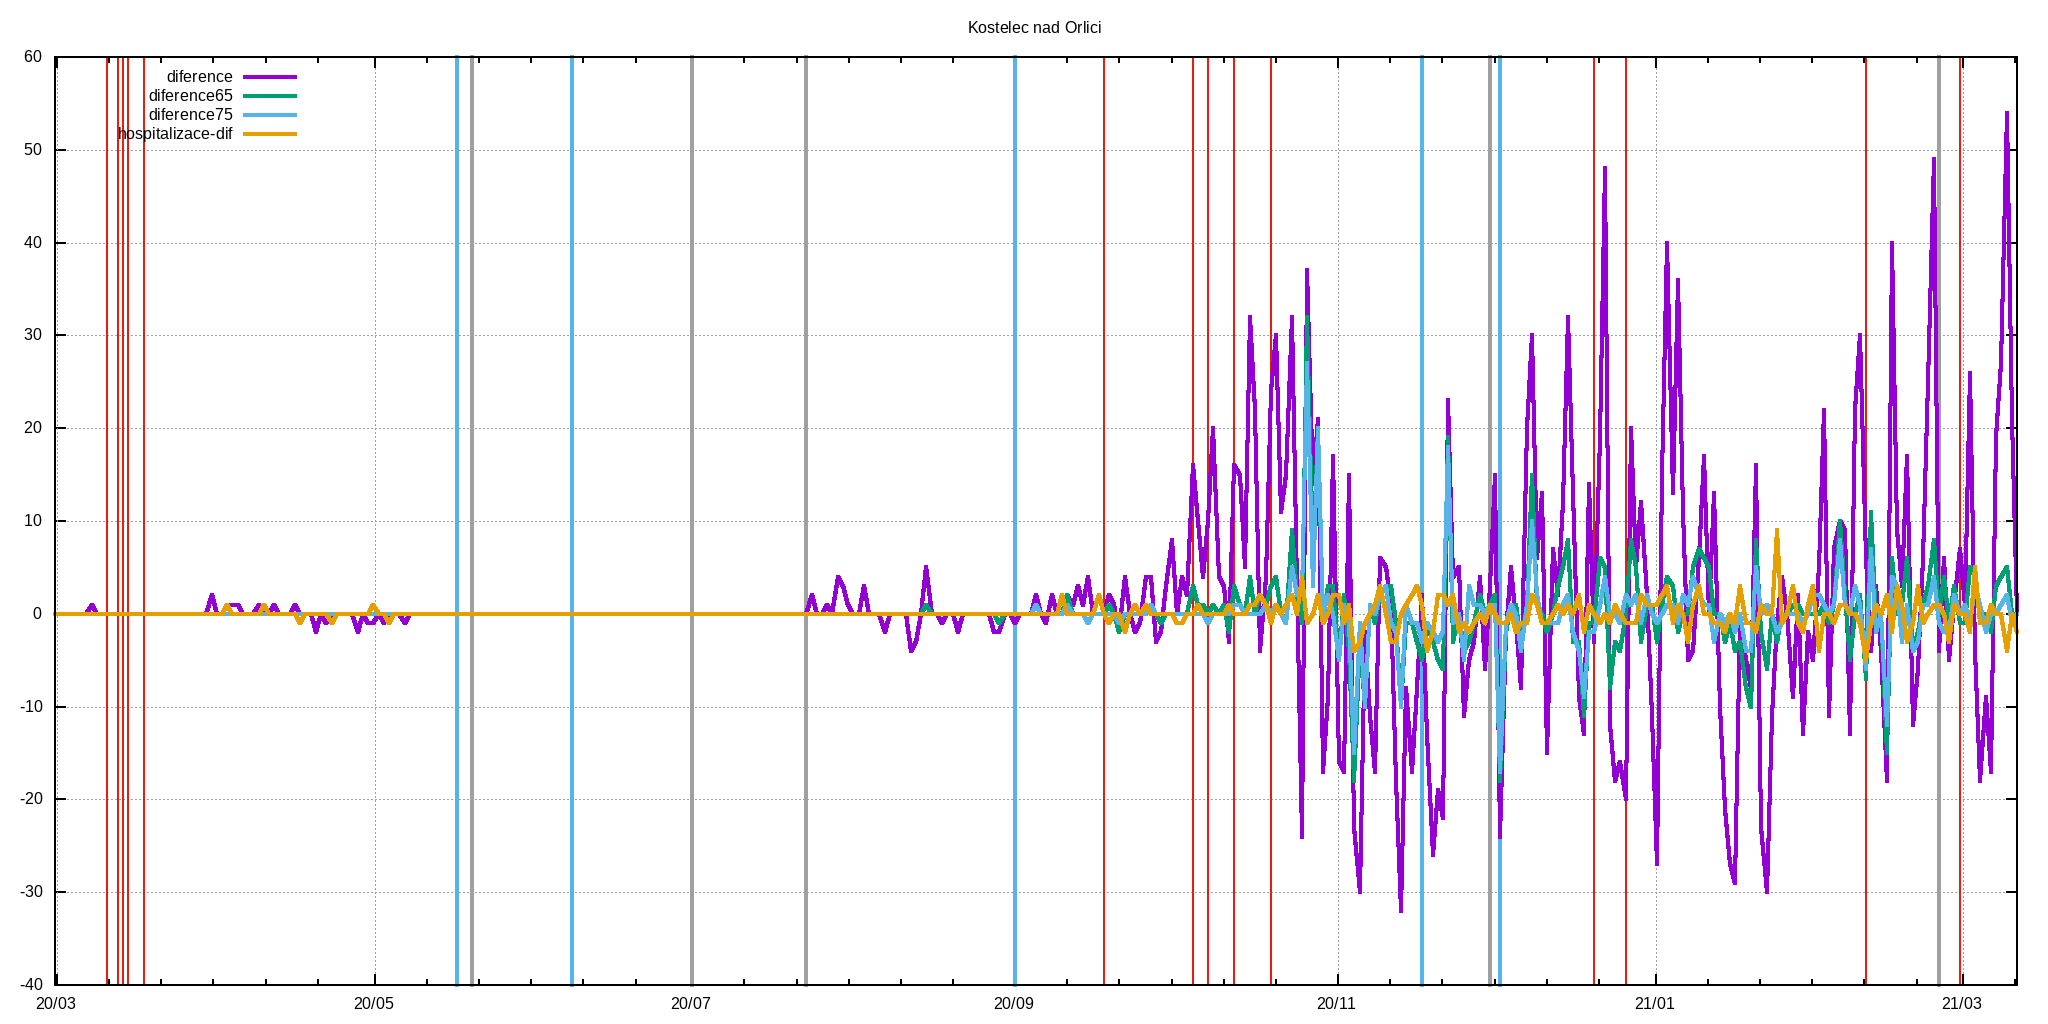 Kostelec nad Orlici
60
50
40
30
20
10
0
-10
-20
-30
-40
diference
diference65
diference75
hospitalizace-dif
20/03 20/05 20/07 20/09 20/11 21/01 21/03